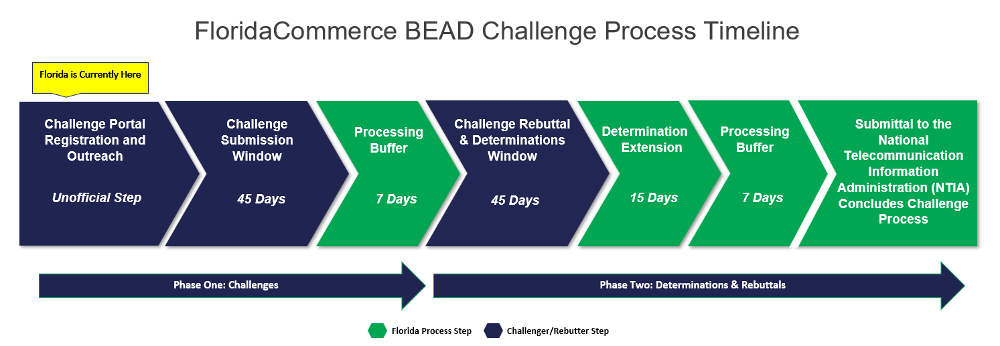 FloridaCommerce BEAD Challenge Process Timeline
Florida is Currently Here
Challenge Portal
Registration and
Outreach
Unofficial Step
Challenge
Submission
Window
45 Days
Processing
Buffer
7 Days
Challenge Rebuttal
& Determinations
Window
45 Days
Determination
Extension
15 Days
Processing
Buffer
7 Days
Submittal to the
National
Telecommunication
Information
Administration (NTIA)
Concludes Challenge
Process
Phase One: Challenges
Phase Two: Determinations & Rebuttals
Florida Process Step
Challenger/Rebutter Step